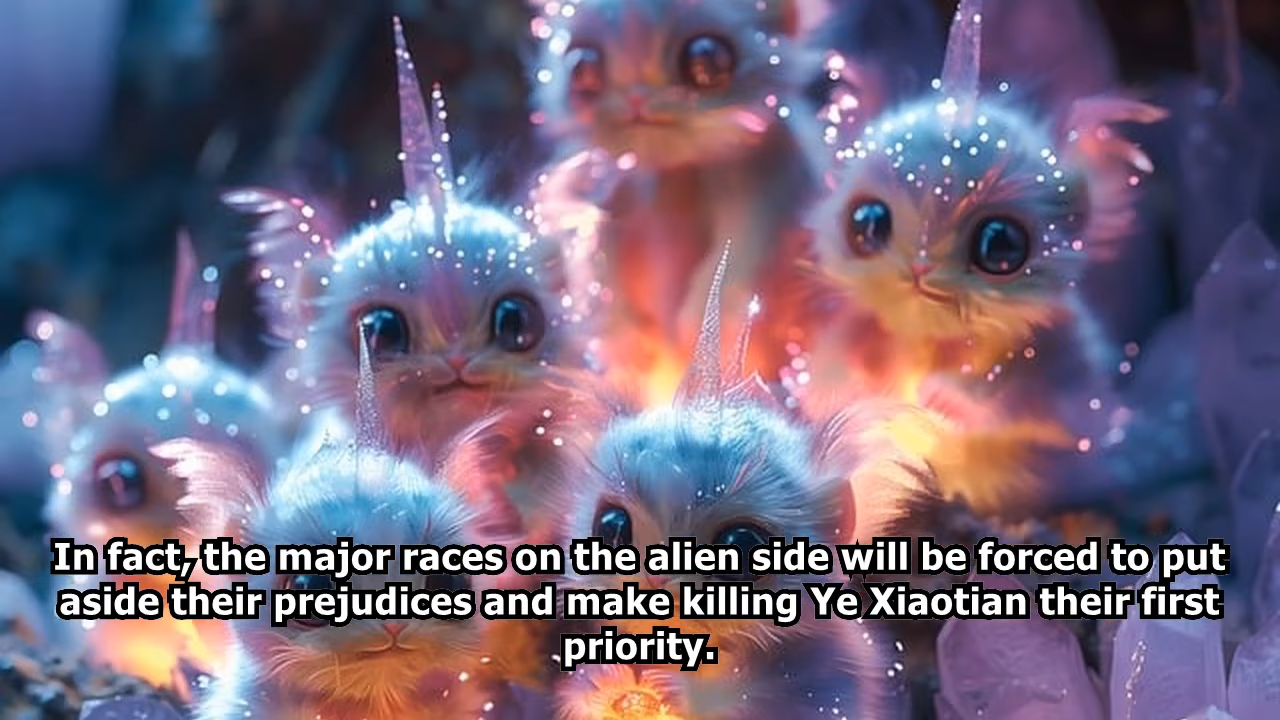 In fact, the major races on the alien side will be forced to put
aside their prejudices and make killing Ye Xiaotian their first
priority.